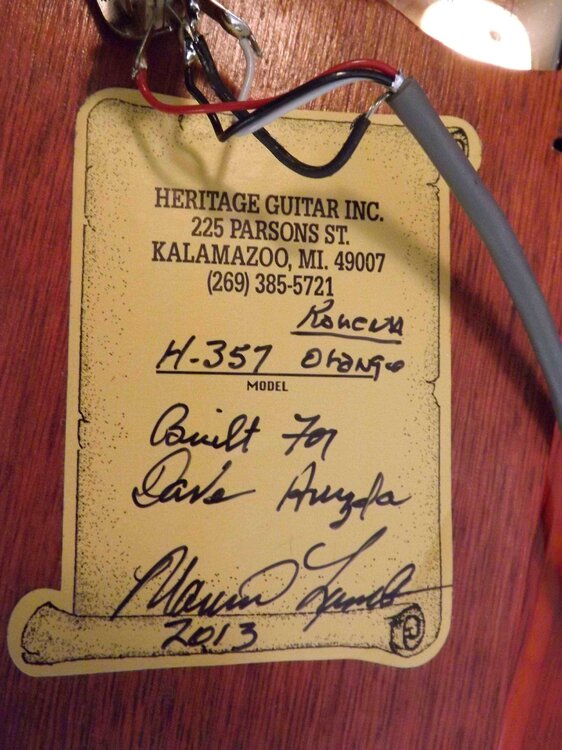 HERITAGE GUITAR INC.
225 PARSONS ST.
KALAMAZOO, MI. 49007
(269) 385-5721
H-357 Orange
MODEL
Built For
Dave
2013